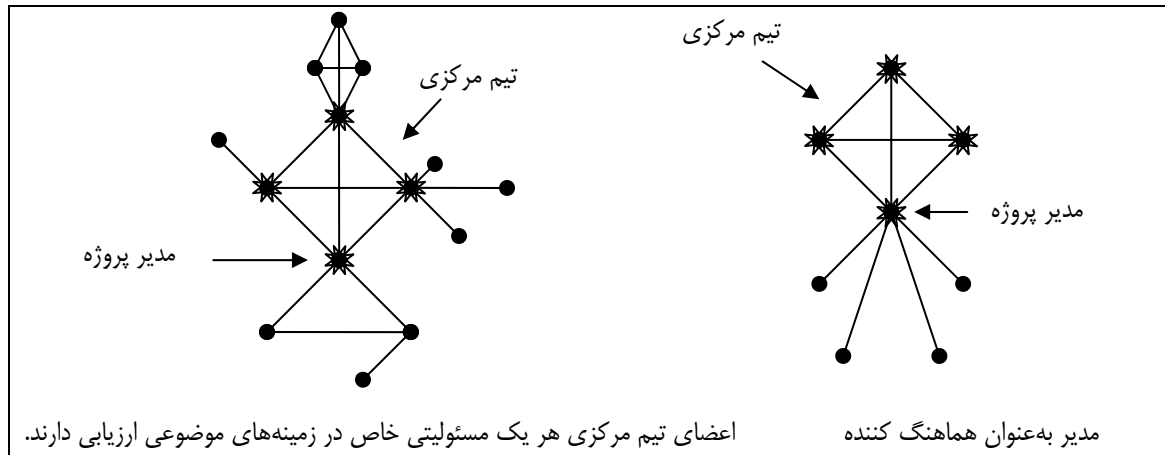 تیم مرکزی
مدیر پروژه
مدیر به‌عنوان هماهنگ کننده
تیم مرکزی
مدیر پروژه
اعضای تیم مرکزی هر یک مسئولیتی خاص در زمینه‌های موضوعی ارزیابی دارند.